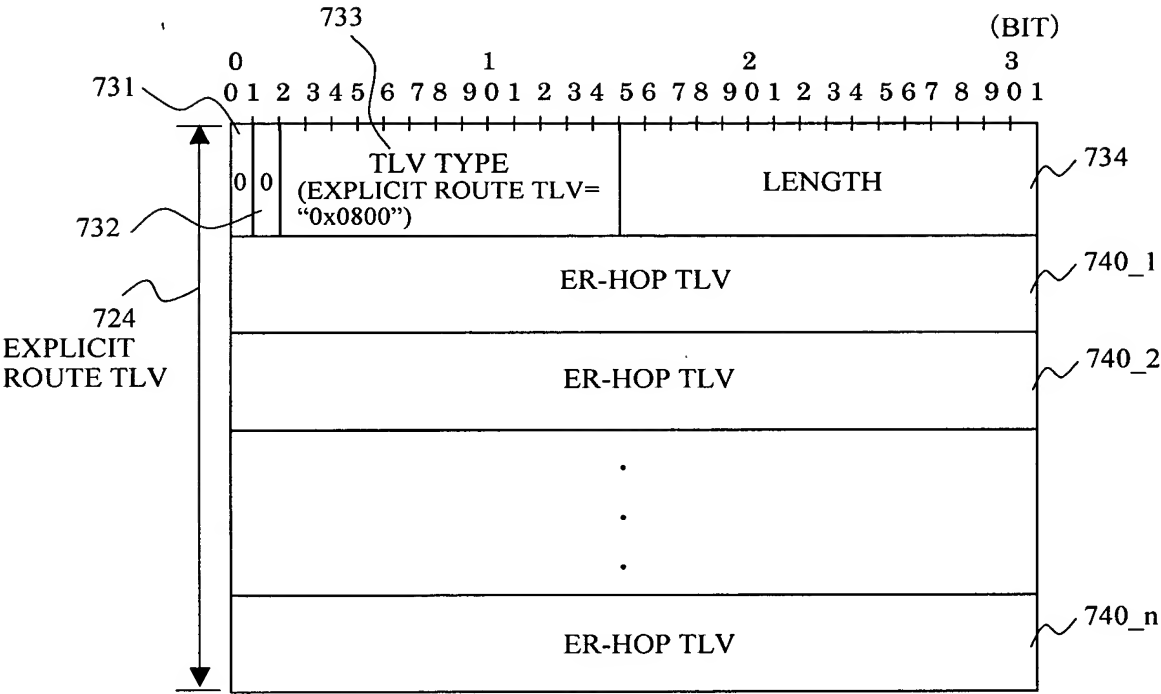 733
(BIT)
0 1 2 3
731
0 1 2 3 4 5 6 7 8 9 0 1 2 3 4 5 6 7 8 9 0 1 2 3 4 5 6 7 8 9 0 1
0
0
TLV TYPE
(EXPLICIT ROUTE TLV=
“0x0800”)
LENGTH
734
732
ER-HOP TLV
740_1
724
EXPLICIT
ROUTE TLV
ER-HOP TLV
740_2
.
.
.
ER-HOP TLV
740_n